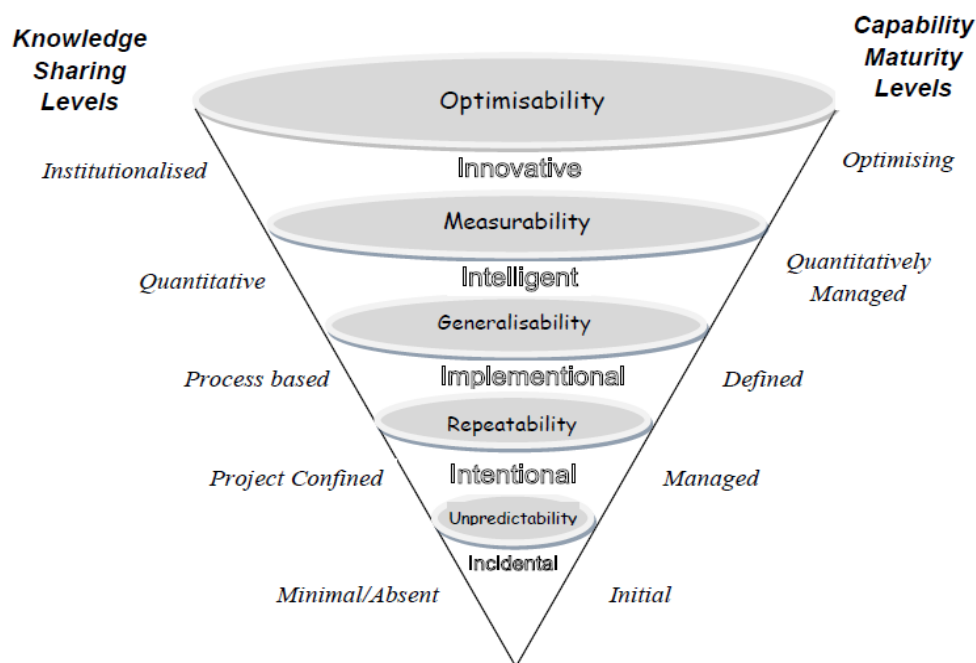 Knowledge
Sharing
Levels
Capability
Maturity
Levels
Optimisability
Institutionalised
Innovative
Optimising
Measurability
Quantitative
Intelligent
Quantitatively
Managed
Generalisability
Process based
Implementional
Defined
Repeatability
Project Confined
Intentional
Managed
Unpredictability
Incidental
Minimal/Absent
Initial